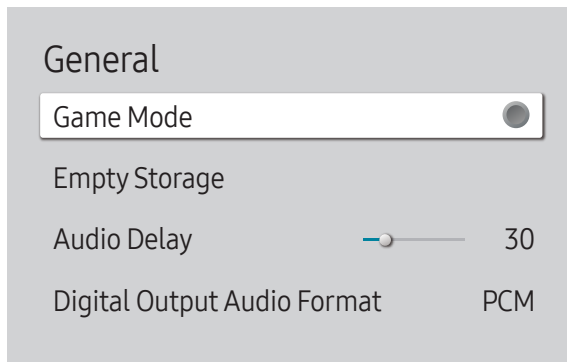 General
Game Mode
Empty Storage
Audio Delay 30
Digital Output Audio Format PCM